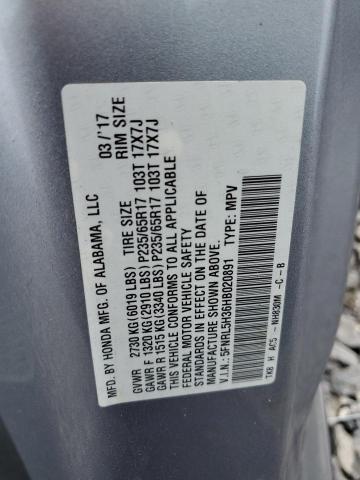 MFD. BY HONDA MFG. OF ALABAMA, LLC 03/'17
TIRE SIZE RIM SIZE
GVWR 2730 KG(6019 LBS)
GAWR F 1320 KG(2910 LBS) P235/65R17 103T 17X7J
GAWR R 1515 KG(3340 LBS) P235/65R17 103T 17X7J
THIS VEHICLE CONFORMS TO ALL APPLICABLE
FEDERAL MOTOR VEHICLE SAFETY
STANDARDS IN EFFECT ON THE DATE OF
MANUFACTURE SHOWN ABOVE.
V.I.N.: 5FNRL5H36HB020891 TYPE: MPV
TK8 H AC5 - NH830M -C -B